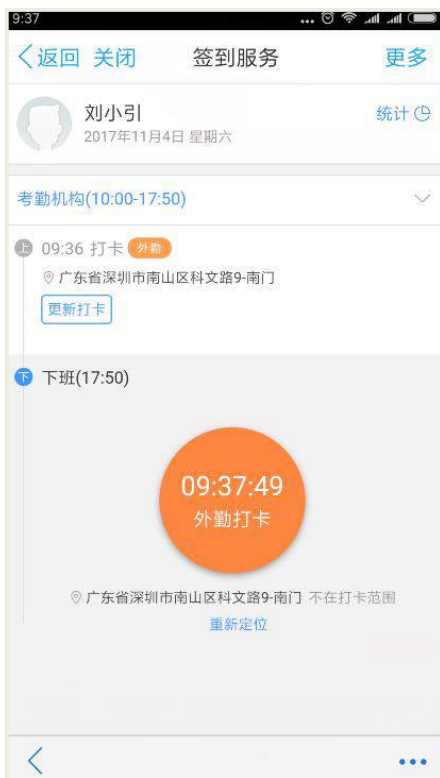 9:37
返回 关闭 签到服务 更多
刘小引
统计
2017年11月4日 星期六
考勤机构(10:00-17:50)
上 09:36 打卡 外勤
广东省深圳市南山区科文路9-南门
更新打卡
下 下班(17:50)
09:37:49
外勤打卡
广东省深圳市南山区科文路9-南门 不在打卡范围
重新定位